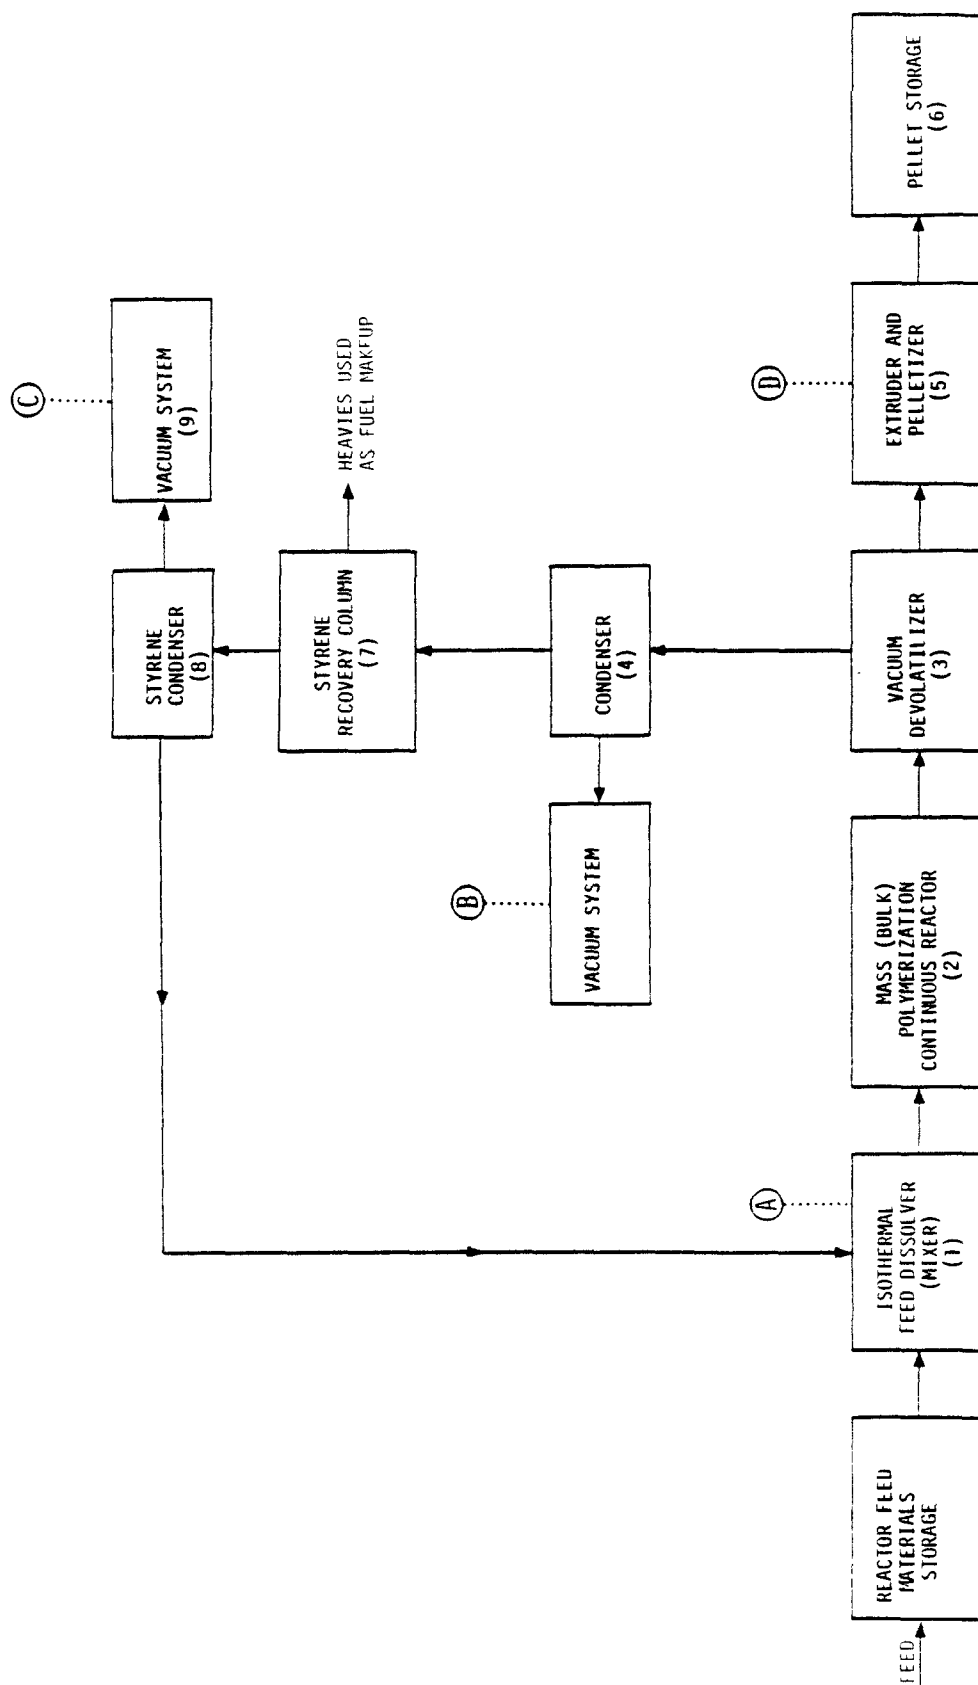 C
VACUUM SYSTEM
(9)
STYRENE
CONDENSER
(8)
STYRENE
RECOVERY COLUMN
(7)
HEAVIES USED
AS FUEL MAKEUP
B
VACUUM SYSTEM
CONDENSER
(4)
FEED
REACTOR FEED
MATERIALS
STORAGE
A
ISOTHERMAL
FEED DISSOLVER
(MIXER)
(1)
MASS (BULK)
POLYMERIZATION
CONTINUOUS REACTOR
(2)
VACUUM
DEVOLATILIZER
(3)
D
EXTRUDER AND
PELLETIZER
(5)
PELLET STORAGE
(6)